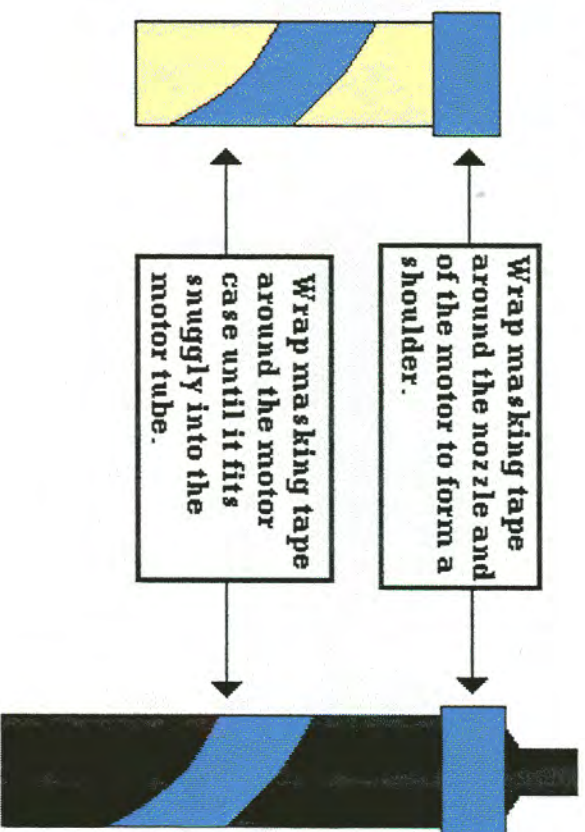 Wrap masking tape
around the nozzle and
of the motor to form a
shoulder.
Wrap masking tape
around the motor
case until it fits
snuggly into the
motor tube.